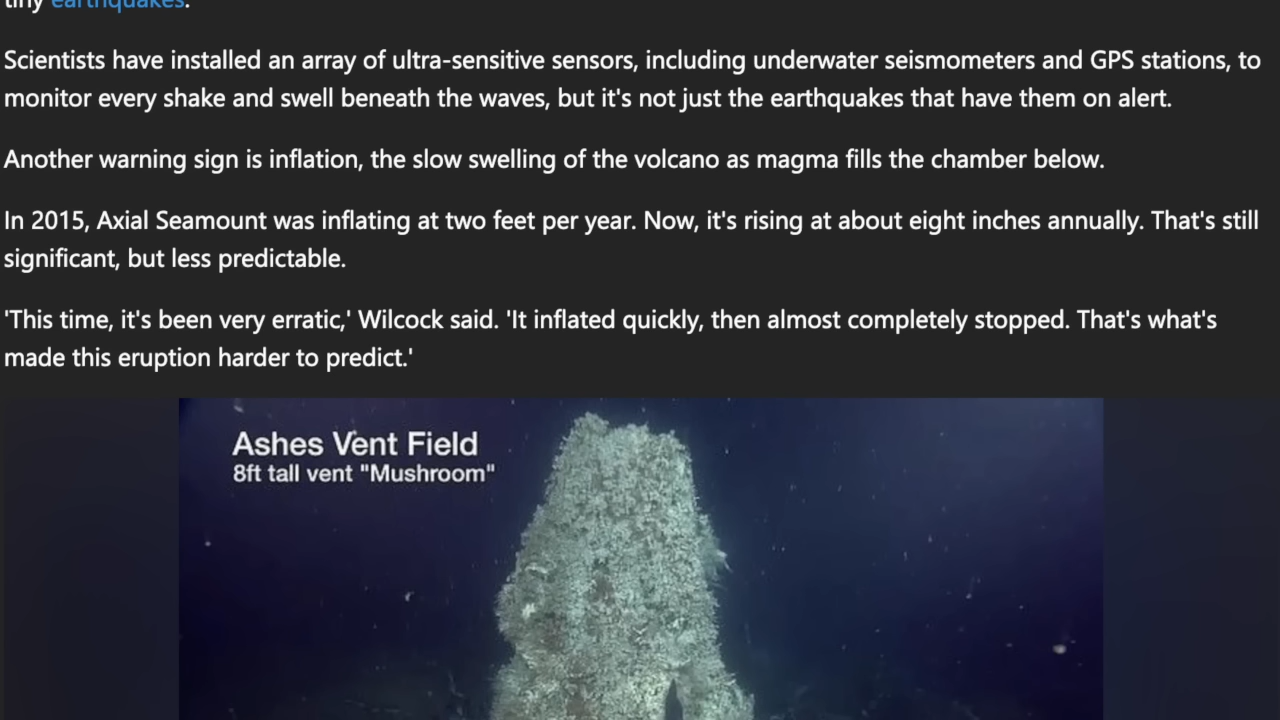 tiny earthquakes.
Scientists have installed an array of ultra-sensitive sensors, including underwater seismometers and GPS stations, to
monitor every shake and swell beneath the waves, but it's not just the earthquakes that have them on alert.
Another warning sign is inflation, the slow swelling of the volcano as magma fills the chamber below.
In 2015, Axial Seamount was inflating at two feet per year. Now, it's rising at about eight inches annually. That's still
significant, but less predictable.
'This time, it's been very erratic,' Wilcock said. 'It inflated quickly, then almost completely stopped. That's what's
made this eruption harder to predict.'
Ashes Vent Field
8ft tall vent "Mushroom"